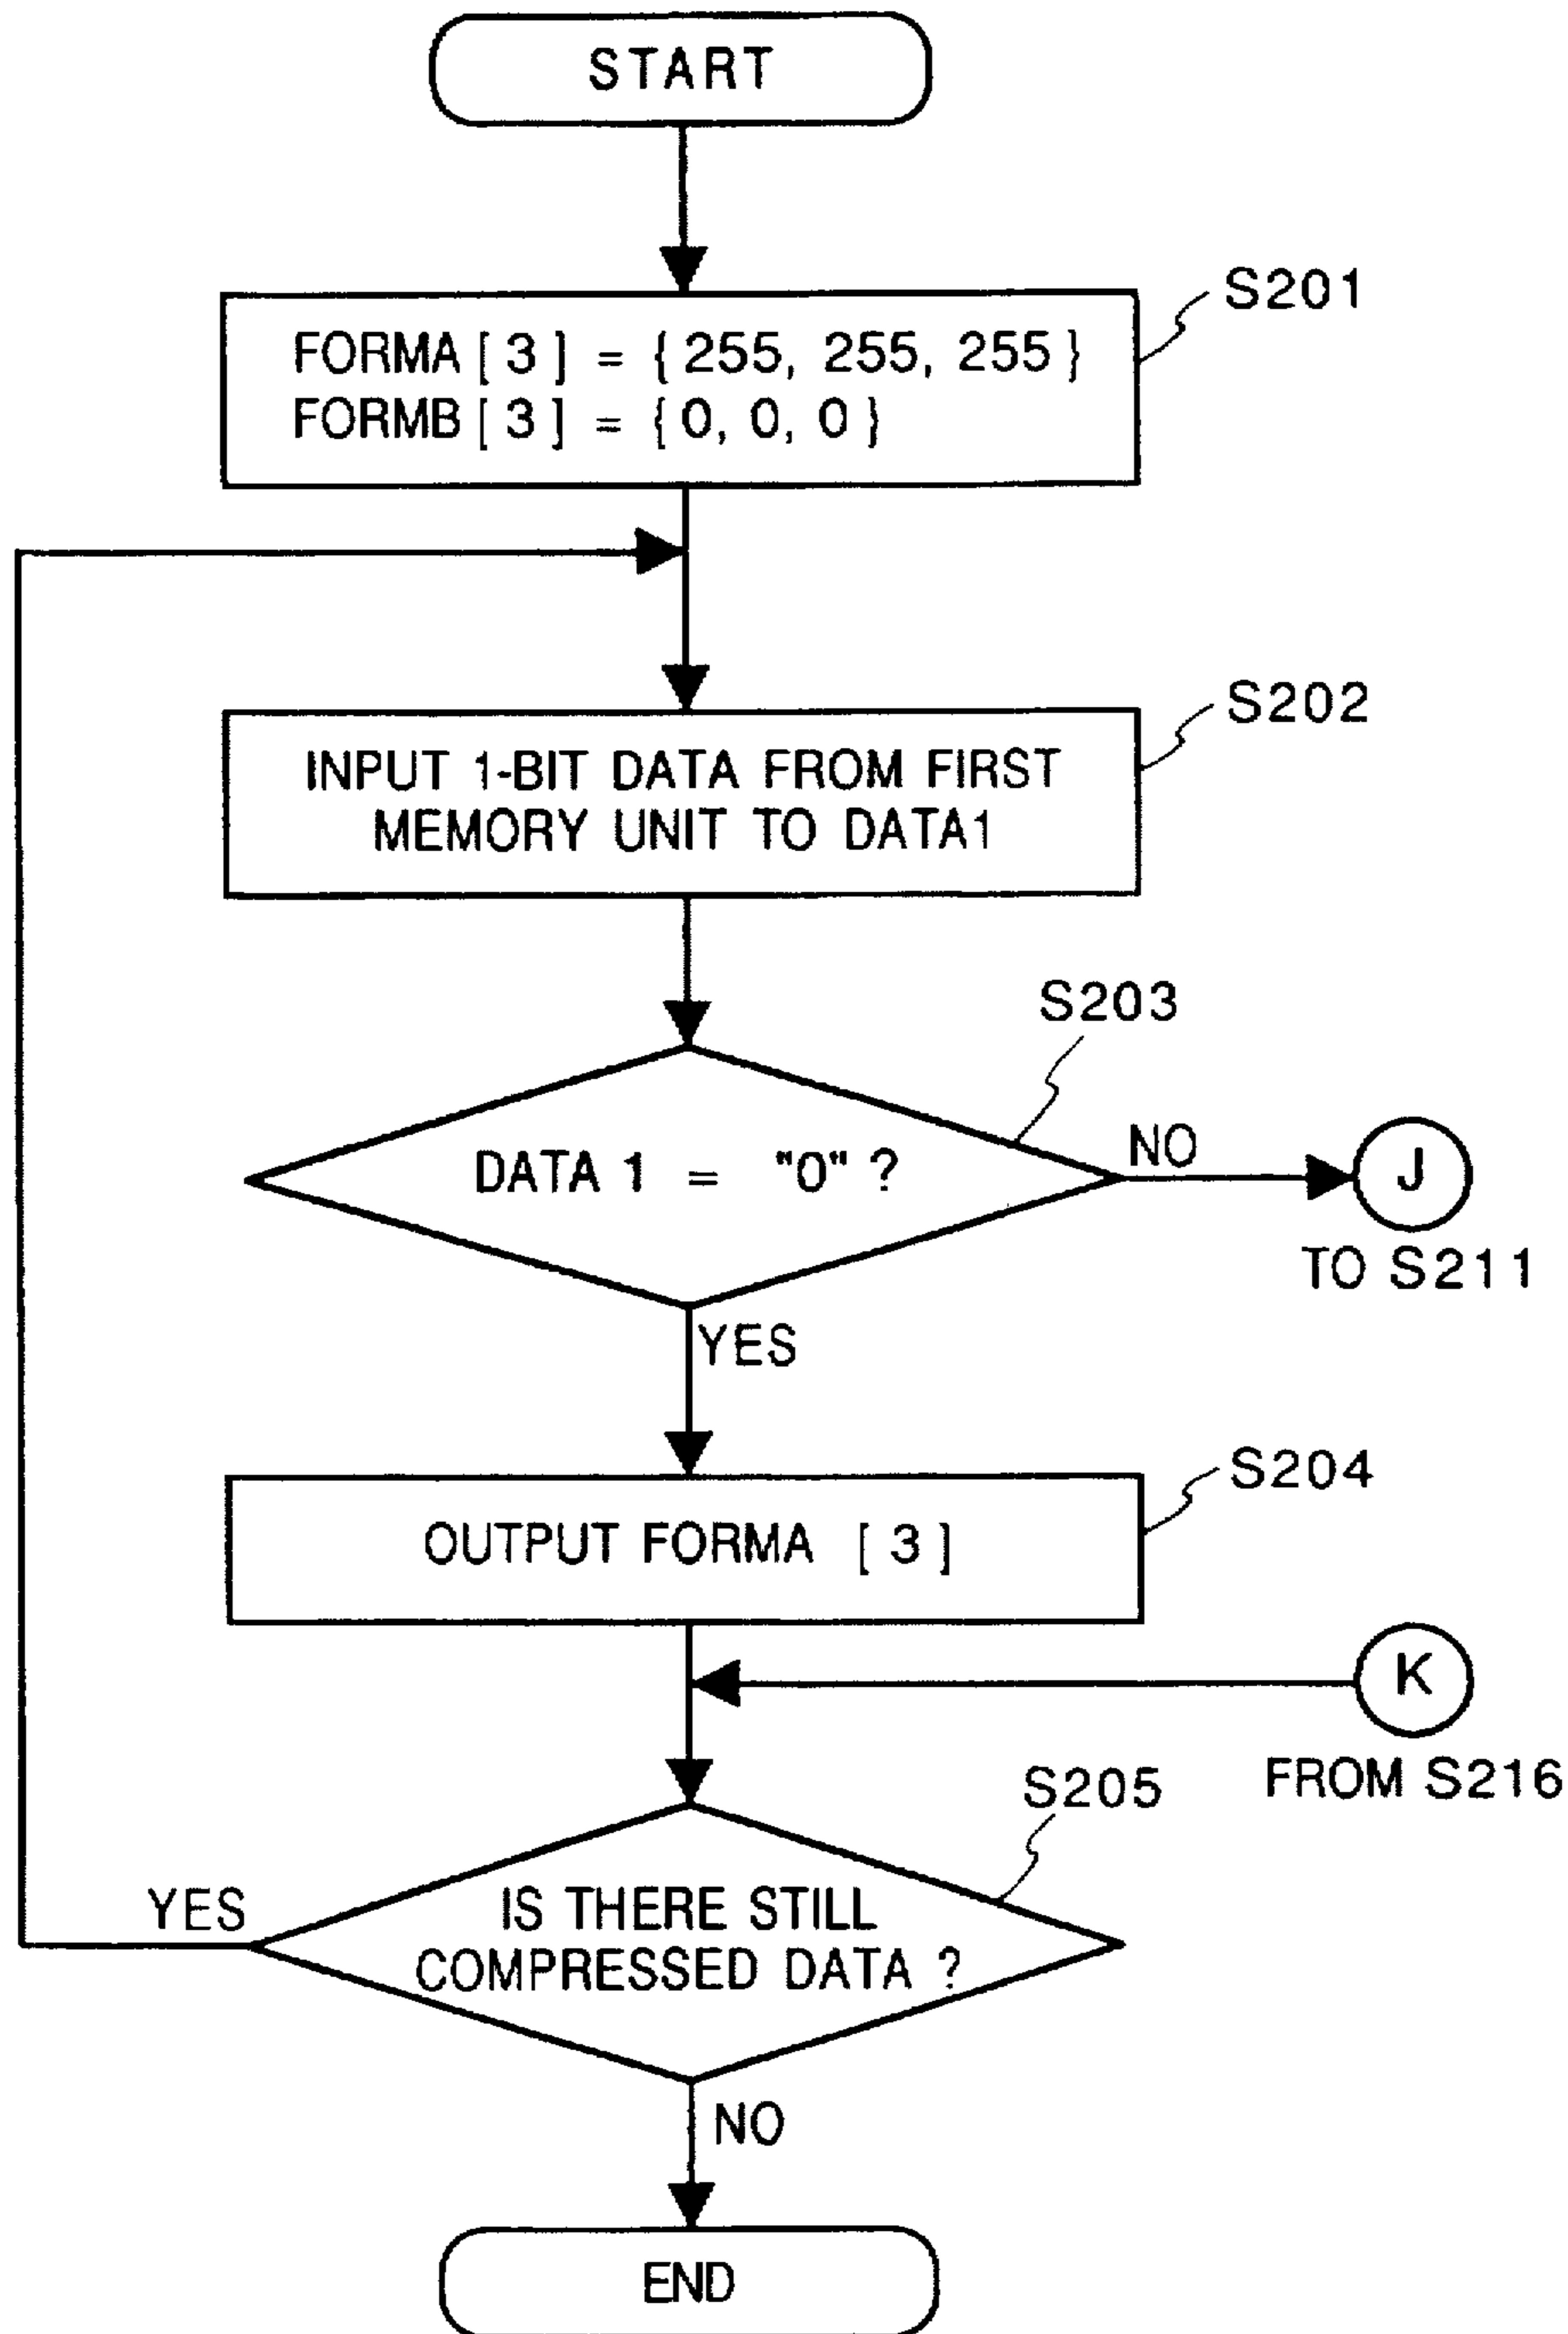 START
S201
FORMA [ 3 ] = { 255, 255, 255 }
FORMB [ 3 ] = { 0, 0, 0 }
S202
INPUT 1-BIT DATA FROM FIRST
MEMORY UNIT TO DATA1
S203
DATA 1 = "0" ?
NO
J
TO S211
YES
S204
OUTPUT FORMA [ 3 ]
K
FROM S216
S205
YES
IS THERE STILL
COMPRESSED DATA ?
NO
END